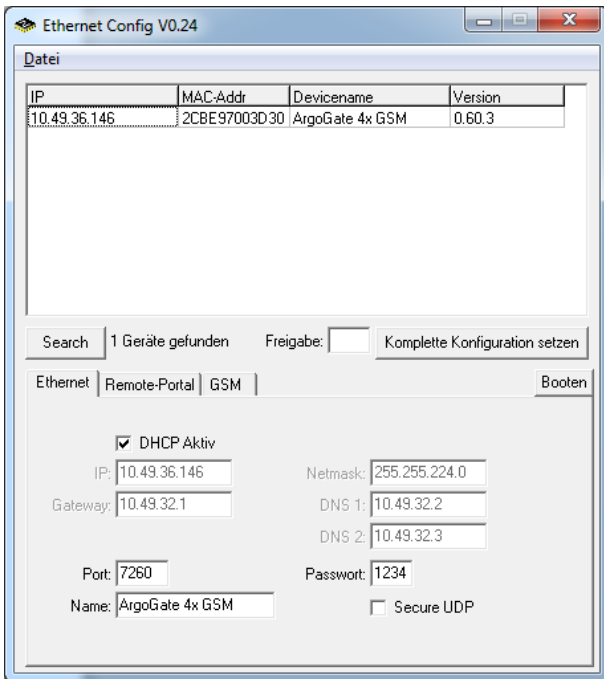 Ethernet Config V0.24
Datei
IP MAC-Addr Devicename Version
10.49.36.146 2CBE97003D30 ArgoGate 4x GSM 0.60.3
Search 1 Geräte gefunden Freigabe: Komplette Konfiguration setzen
Ethernet Remote-Portal GSM Booten
DHCP Aktiv
IP: 10.49.36.146 Netmask: 255.255.224.0
Gateway: 10.49.32.1 DNS 1: 10.49.32.2
DNS 2: 10.49.32.3
Port: 7260 Passwort: 1234
Name: ArgoGate 4x GSM Secure UDP